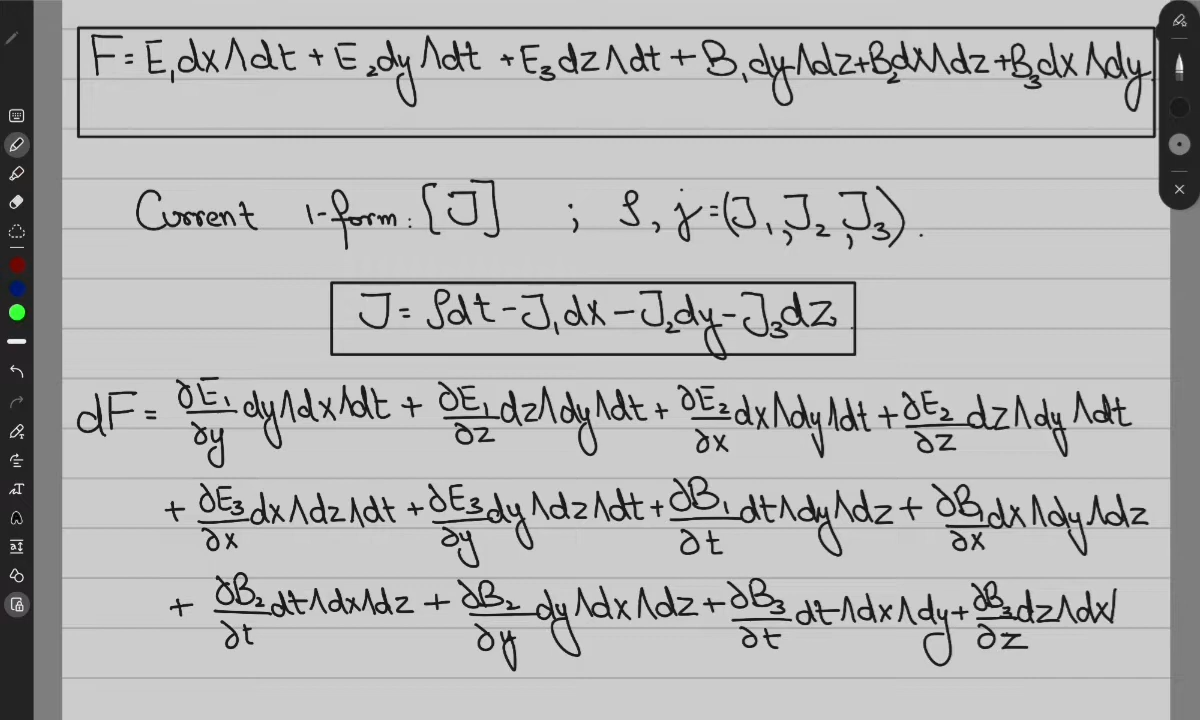 F = E₁dx∧dt + E₂dy∧dt + E₃dz∧dt + B₁dy∧dz + B₂dx∧dz + B₃dx∧dy
Current 1-form: [J] ; ρ, j = (J₁, J₂, J₃).
J = ρdt - J₁dx - J₂dy - J₃dz
dF = ∂E₁/∂y dy∧dx∧dt + ∂E₁/∂z dz∧dy∧dt + ∂E₂/∂x dx∧dy∧dt + ∂E₂/∂z dz∧dy∧dt
+ ∂E₃/∂x dx∧dz∧dt + ∂E₃/∂y dy∧dz∧dt + ∂B₁/∂t dt∧dy∧dz + ∂B₁/∂x dx∧dy∧dz
+ ∂B₂/∂t dt∧dx∧dz + ∂B₂/∂y dy∧dx∧dz + ∂B₃/∂t dt∧dx∧dy + ∂B₃/∂z dz∧dx/